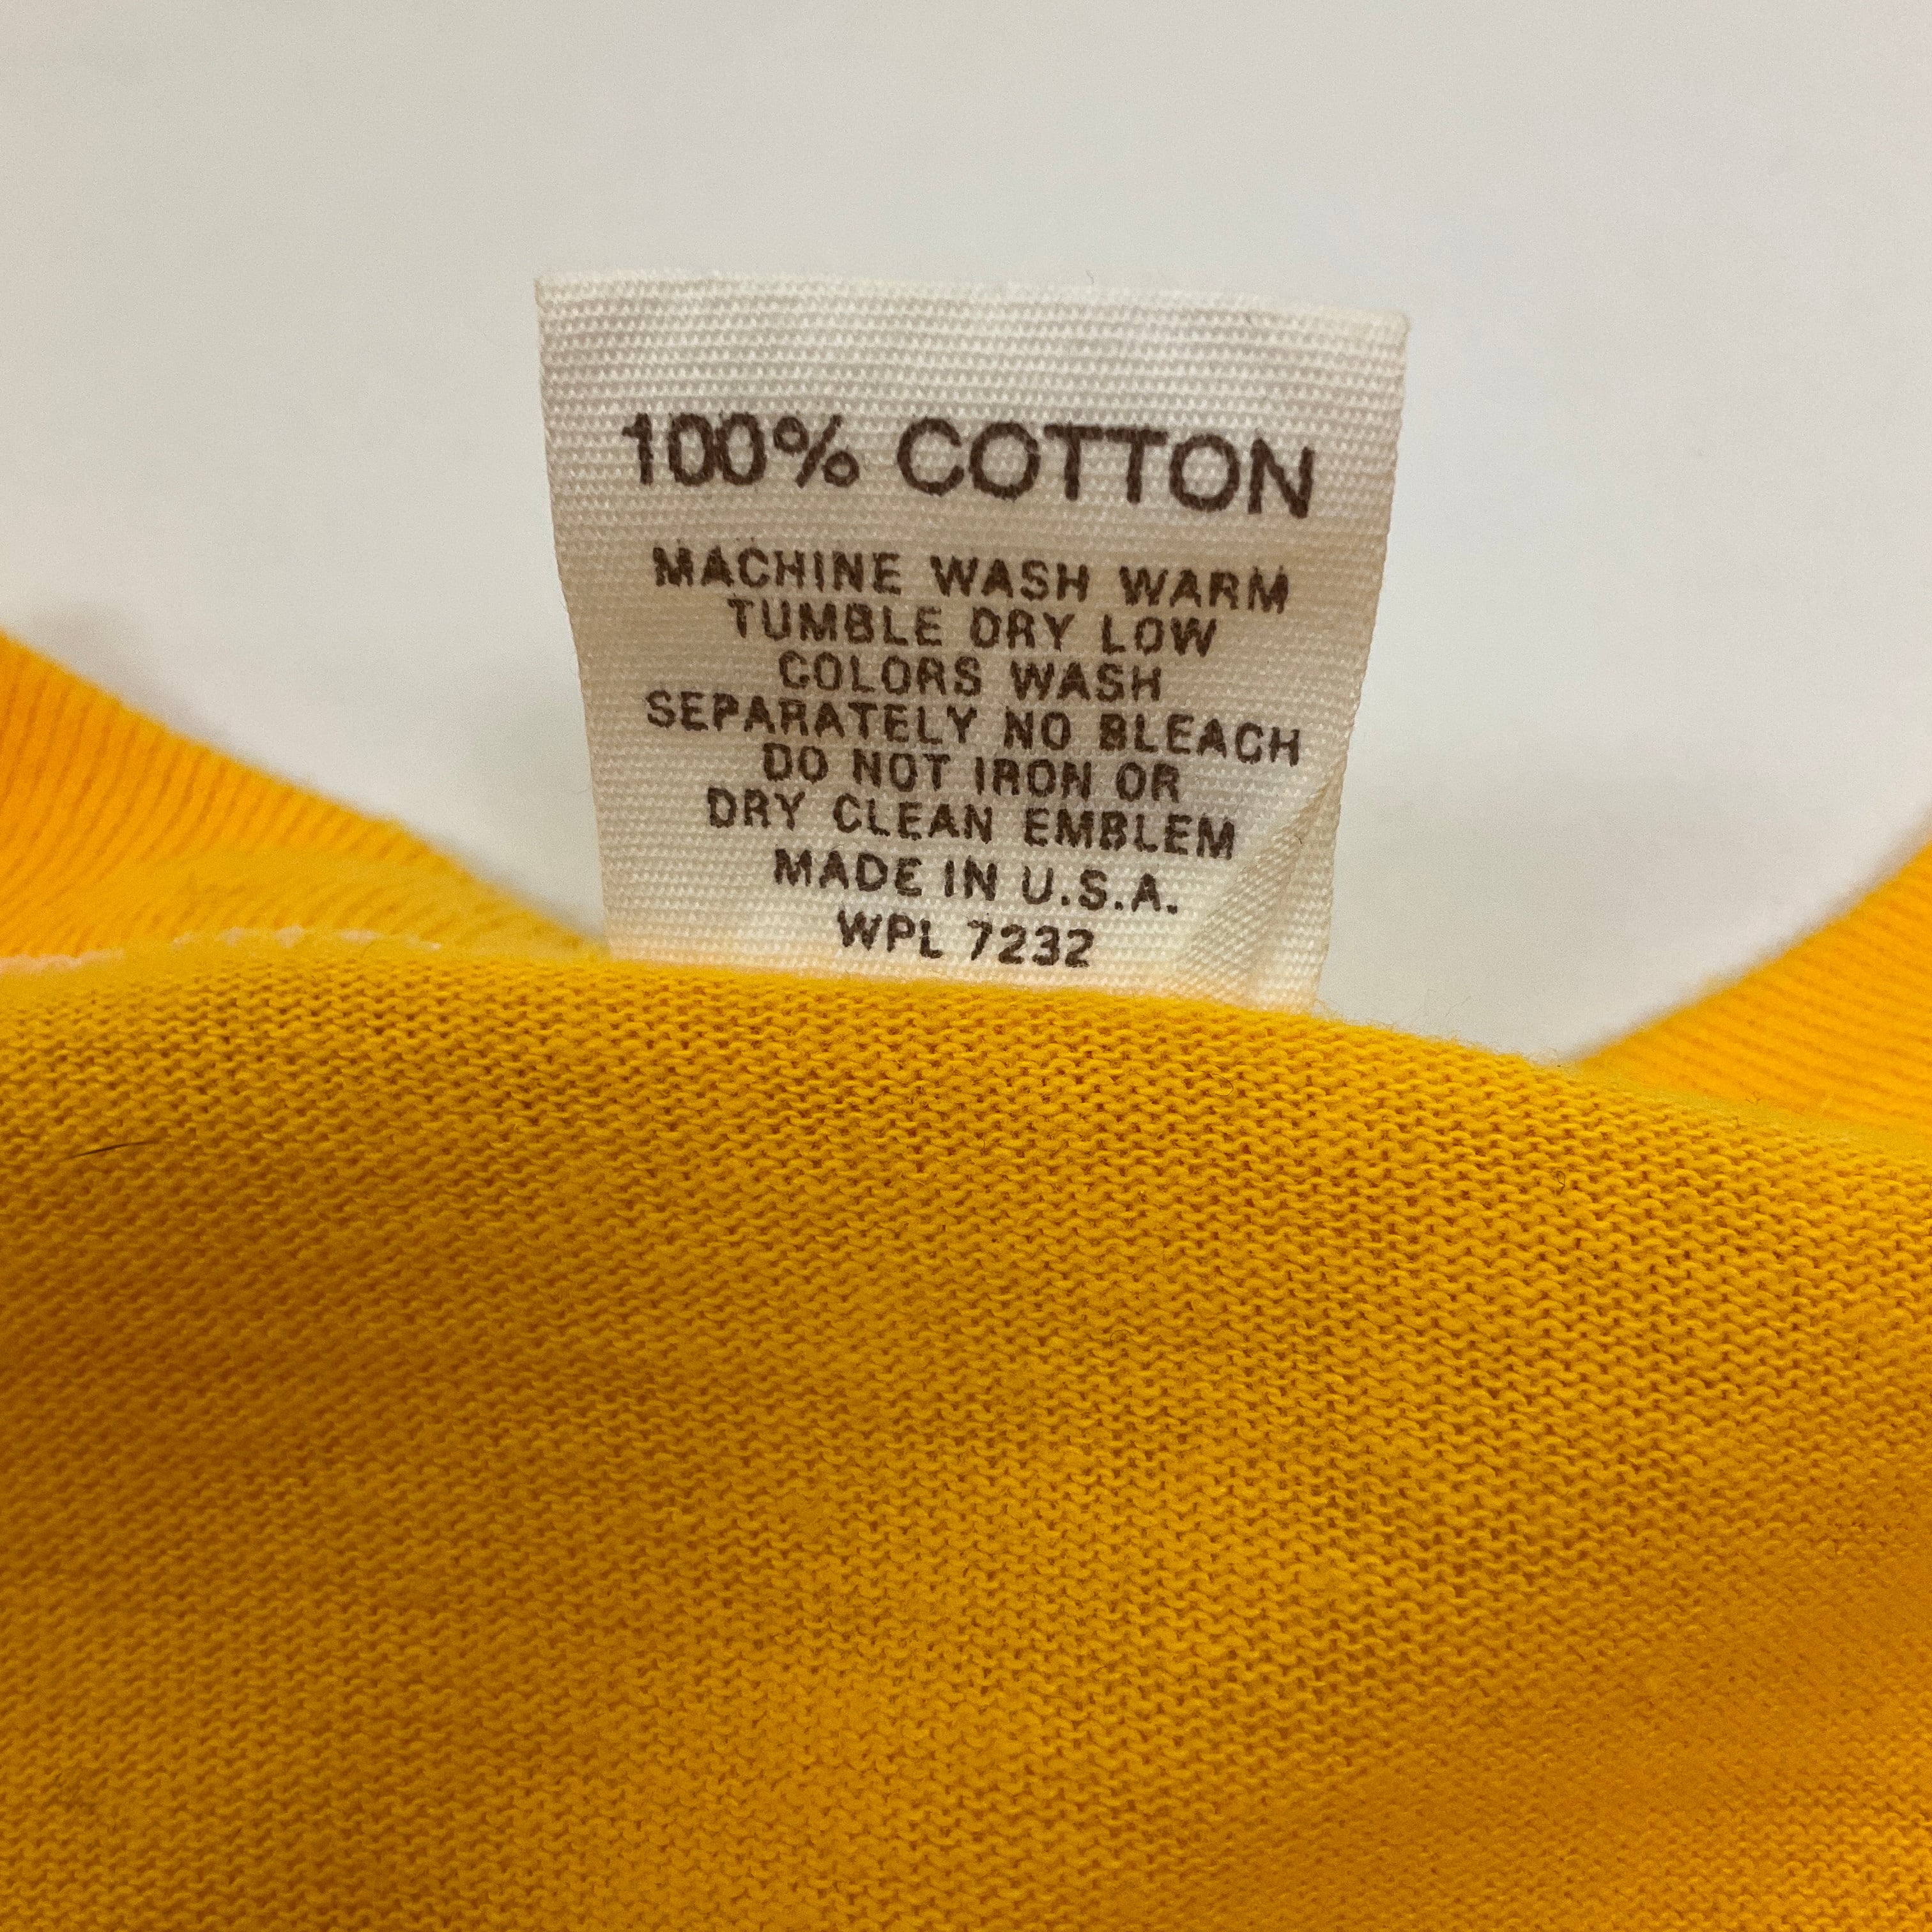 100% COTTON
MACHINE WASH WARM
TUMBLE DRY LOW
COLORS WASH
SEPARATELY NO BLEACH
DO NOT IRON OR
DRY CLEAN EMBLEM
MADE IN U.S.A.
WPL 7232